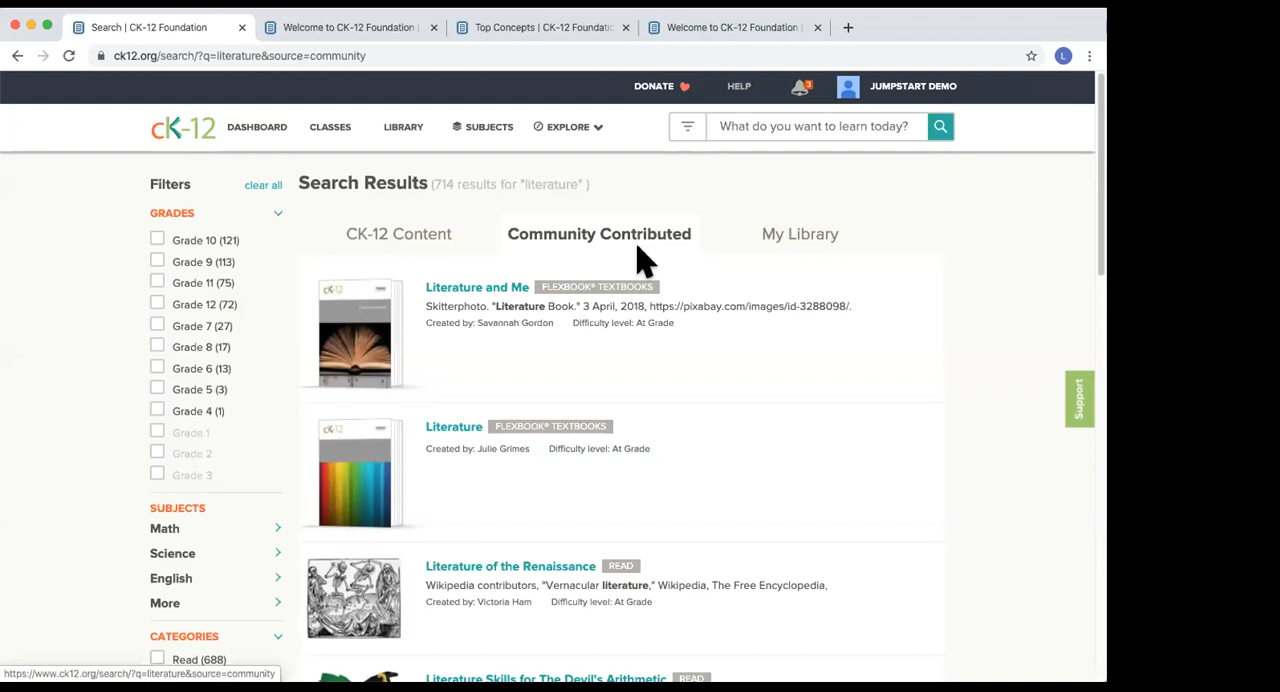 Search | CK-12 Foundation
Welcome to CK-12 Foundation |
Top Concepts | CK-12 Foundatio
Welcome to CK-12 Foundation |
ck12.org/search/?q=literature&source=community
L
DONATE
HELP
3
JUMPSTART DEMO
cK-12
DASHBOARD
CLASSES
LIBRARY
SUBJECTS
EXPLORE
What do you want to learn today?
Filters
clear all
Search Results (714 results for "literature" )
GRADES
CK-12 Content
Community Contributed
My Library
Grade 10 (121)
Grade 9 (113)
Grade 11 (75)
Grade 12 (72)
Grade 7 (27)
Grade 8 (17)
Grade 6 (13)
Grade 5 (3)
Grade 4 (1)
Grade 1
Grade 2
Grade 3
SUBJECTS
Math
Science
English
More
CATEGORIES
Read (688)
cK-12
Literature and Me FLEXBOOK® TEXTBOOKS
Skitterphoto. "Literature Book." 3 April, 2018, https://pixabay.com/images/id-3288098/.
Created by: Savannah Gordon Difficulty level: At Grade
cK-12
Literature FLEXBOOK® TEXTBOOKS
Created by: Julie Grimes Difficulty level: At Grade
Literature of the Renaissance READ
Wikipedia contributors, "Vernacular literature," Wikipedia, The Free Encyclopedia,
Created by: Victoria Ham Difficulty level: At Grade
Literature Skills for The Devil's Arithmetic READ
Support
https://www.ck12.org/search/?q=literature&source=community